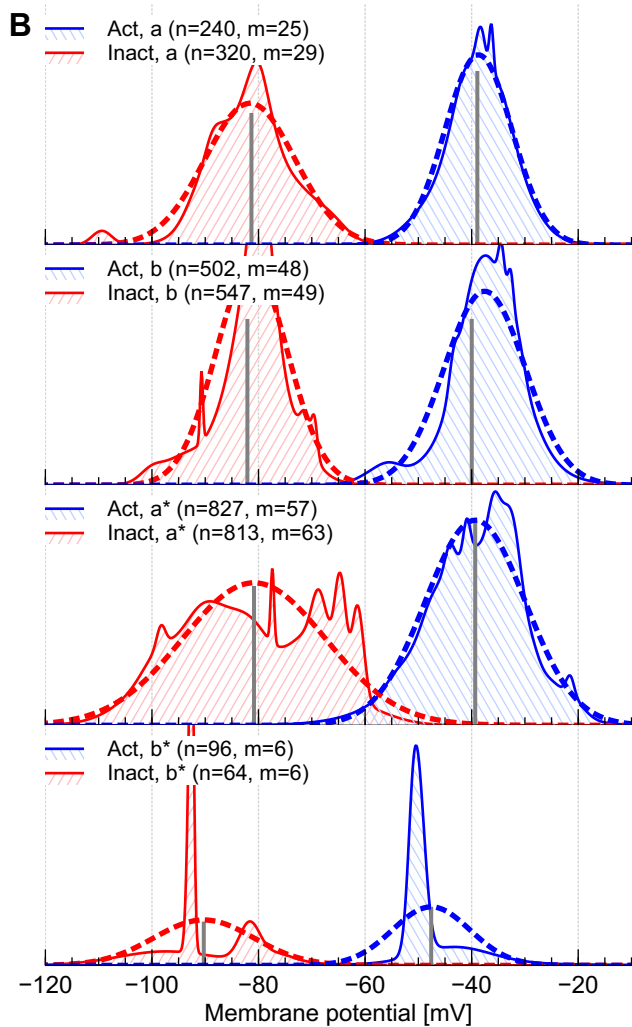 B
Act, a (n=240, m=25)
Inact, a (n=320, m=29)
Act, b (n=502, m=48)
Inact, b (n=547, m=49)
Act, a* (n=827, m=57)
Inact, a* (n=813, m=63)
Act, b* (n=96, m=6)
Inact, b* (n=64, m=6)
−120 −100 −80 −60 −40 −20
Membrane potential [mV]